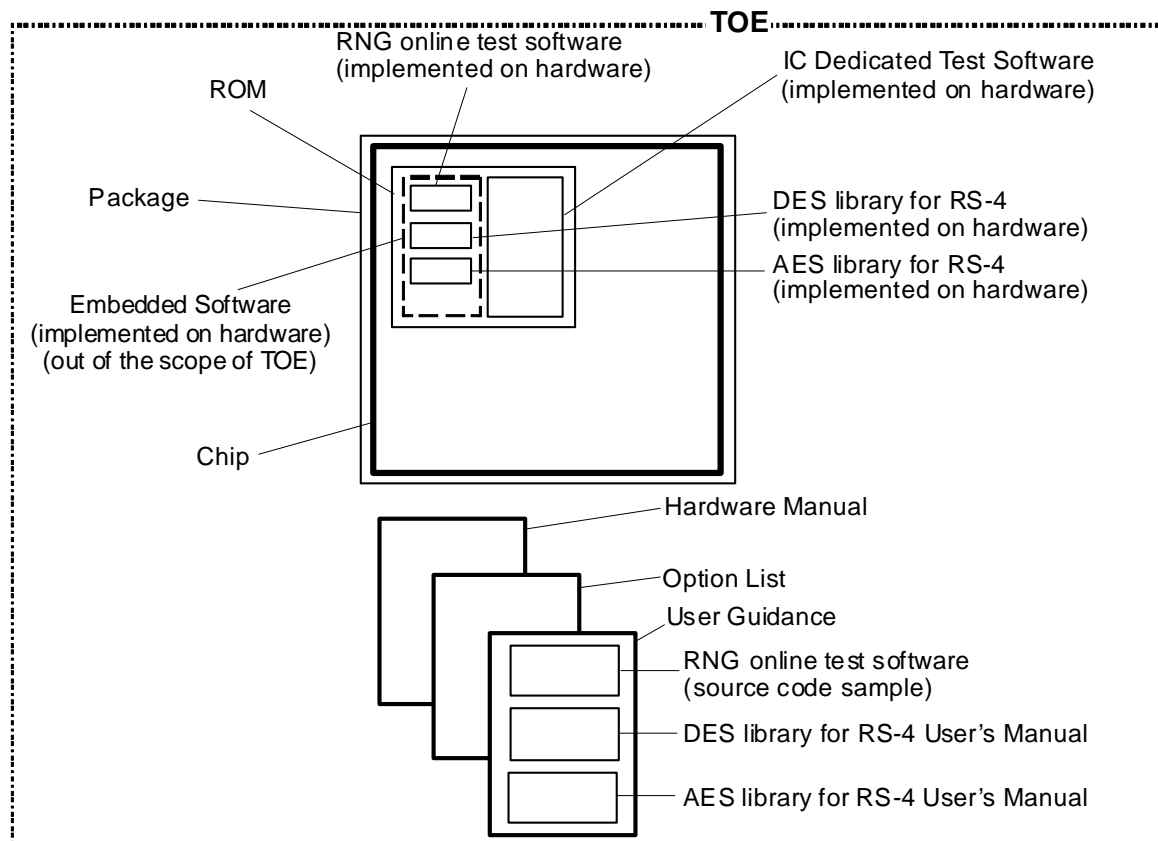 TOE
RNG online test software
(implemented on hardware)
IC Dedicated Test Software
(implemented on hardware)
ROM
Package
DES library for RS-4
(implemented on hardware)
AES library for RS-4
(implemented on hardware)
Embedded Software
(implemented on hardware)
(out of the scope of TOE)
Chip
Hardware Manual
Option List
User Guidance
RNG online test software
(source code sample)
DES library for RS-4 User’s Manual
AES library for RS-4 User’s Manual